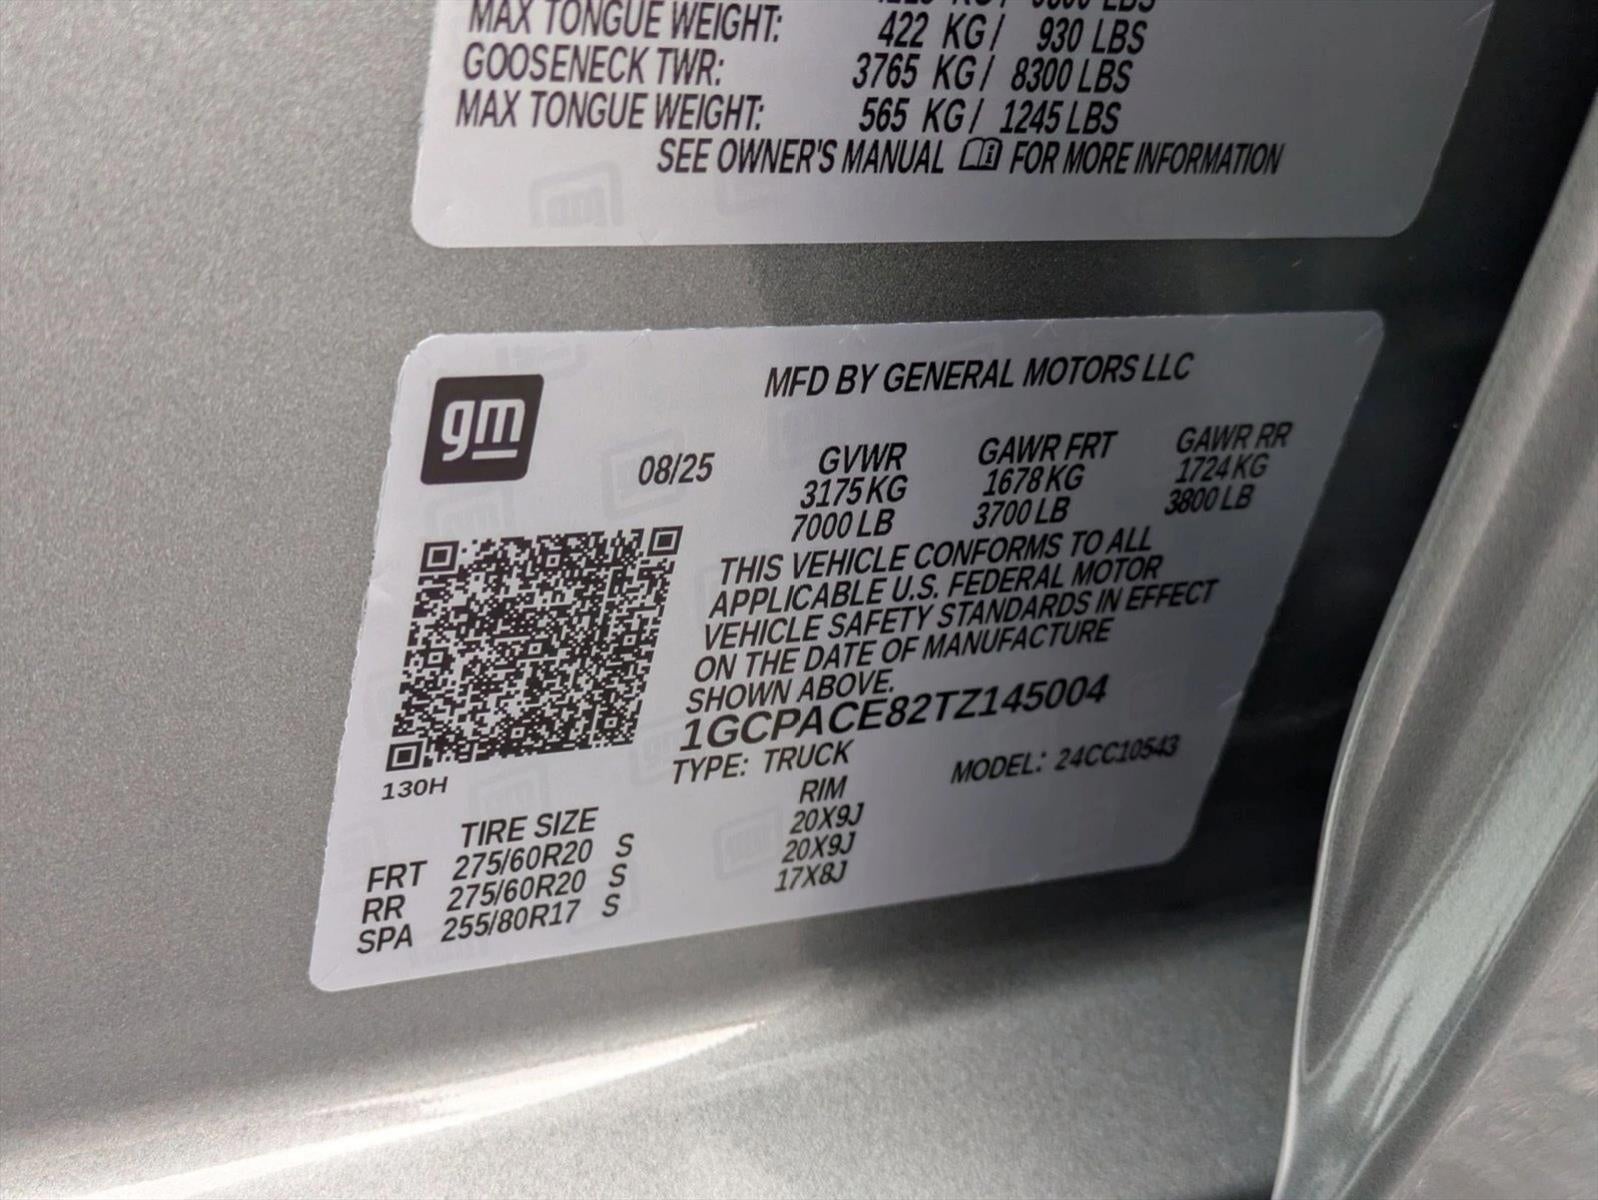 MAX TONGUE WEIGHT: 422 KG/ 930 LBS
GOOSENECK TWR: 3765 KG/ 8300 LBS
MAX TONGUE WEIGHT: 565 KG/ 1245 LBS
SEE OWNER'S MANUAL FOR MORE INFORMATION
gm
MFD BY GENERAL MOTORS LLC
08/25 GVWR GAWR FRT GAWR RR
3175 KG 1678 KG 1724 KG
7000 LB 3700 LB 3800 LB
THIS VEHICLE CONFORMS TO ALL
APPLICABLE U.S. FEDERAL MOTOR
VEHICLE SAFETY STANDARDS IN EFFECT
ON THE DATE OF MANUFACTURE
SHOWN ABOVE.
1GCPACE82TZ145004
TYPE: TRUCK MODEL: 24CC10543
130H
TIRE SIZE RIM
FRT 275/60R20 S 20X9J
RR 275/60R20 S 20X9J
SPA 255/80R17 S 17X8J